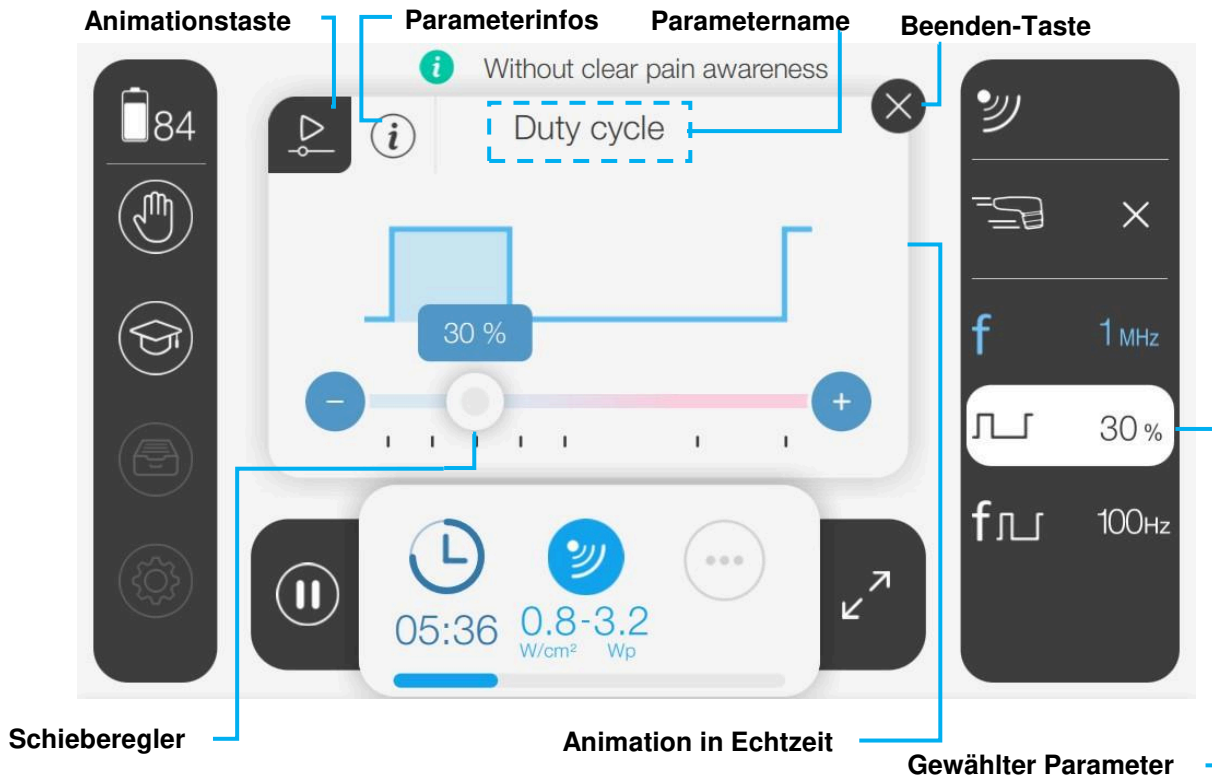 Animationstaste
Parameterinfos
Parametername
Beenden-Taste
i Without clear pain awareness
84
i
Duty cycle
30 %
f 1 MHz
30 %
f 100Hz
05:36
0.8-3.2
W/cm² Wp
Schieberegler
Animation in Echtzeit
Gewählter Parameter